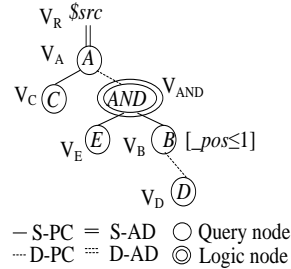 V_R $src
V_A A
V_C C AND V_AND
V_E E V_B B [_pos≤1]
V_D D
S-PC S-AD Query node
D-PC D-AD Logic node